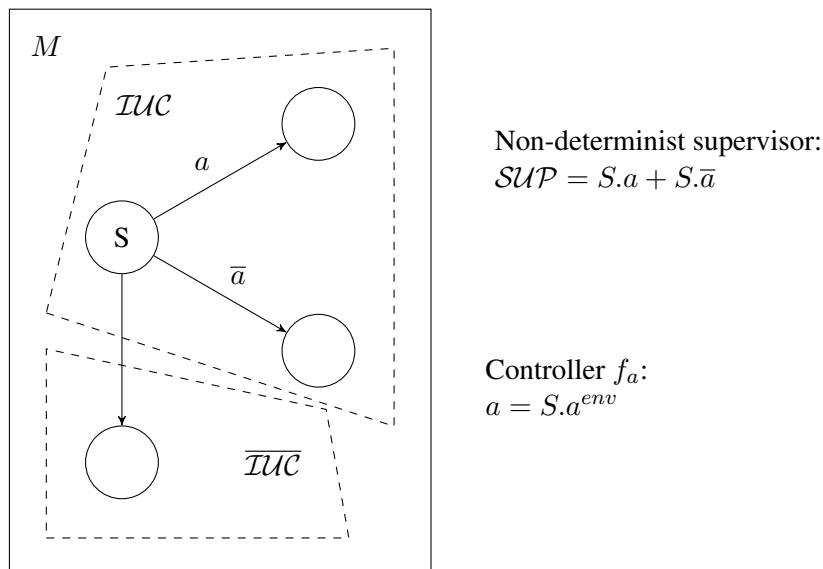 M
𝓘𝓤𝓒
a
S
a̅
𝓘𝓤𝓒̅
Non-determinist supervisor:
𝓢𝓤𝓟 = S.a + S.a̅
Controller f_a:
a = S.a^{env}